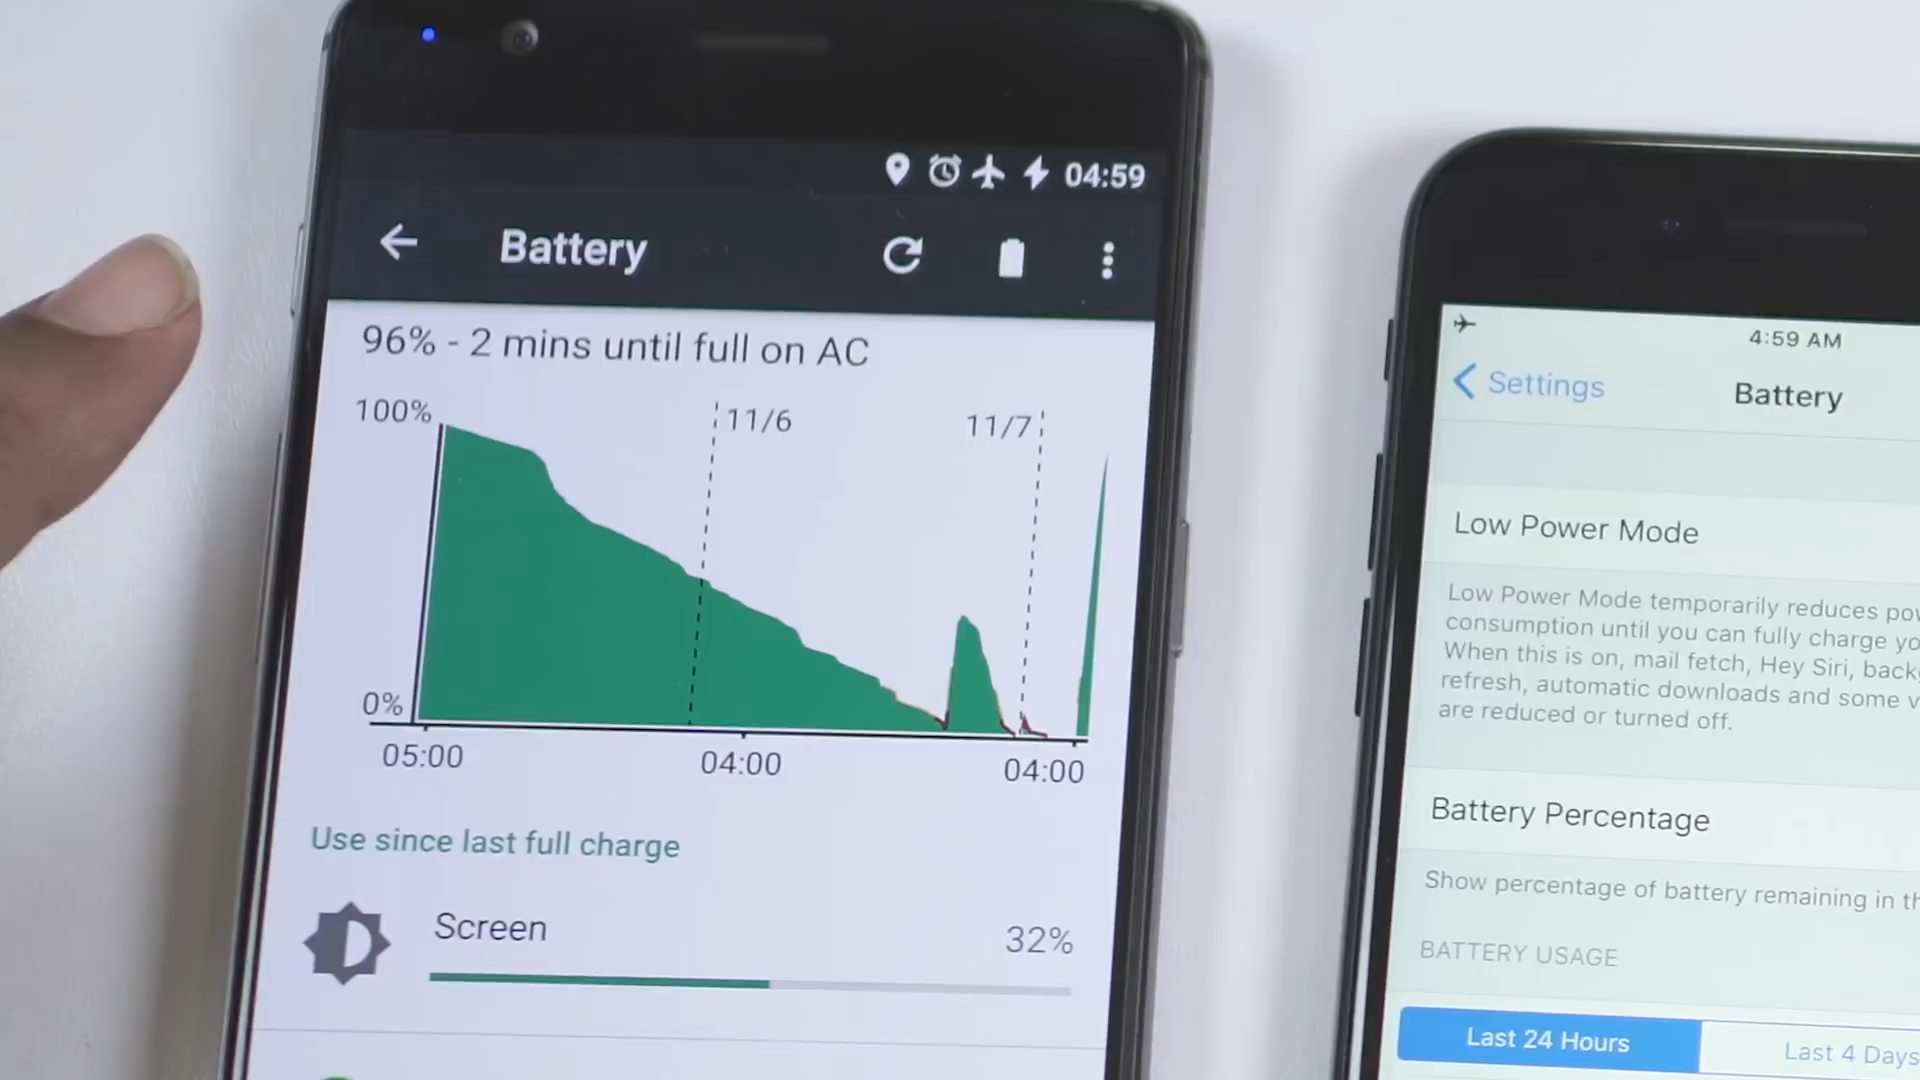 04:59
Battery
96% - 2 mins until full on AC
100%
11/6
11/7
0%
05:00
04:00
04:00
Use since last full charge
Screen
32%
4:59 AM
Settings
Battery
Low Power Mode
Low Power Mode temporarily reduces
consumption until you can fully charge
When this is on, mail fetch, Hey Siri,
refresh, automatic downloads and some
are reduced or turned off.
Battery Percentage
Show percentage of battery remaining in
BATTERY USAGE
Last 24 Hours
Last 4 Days